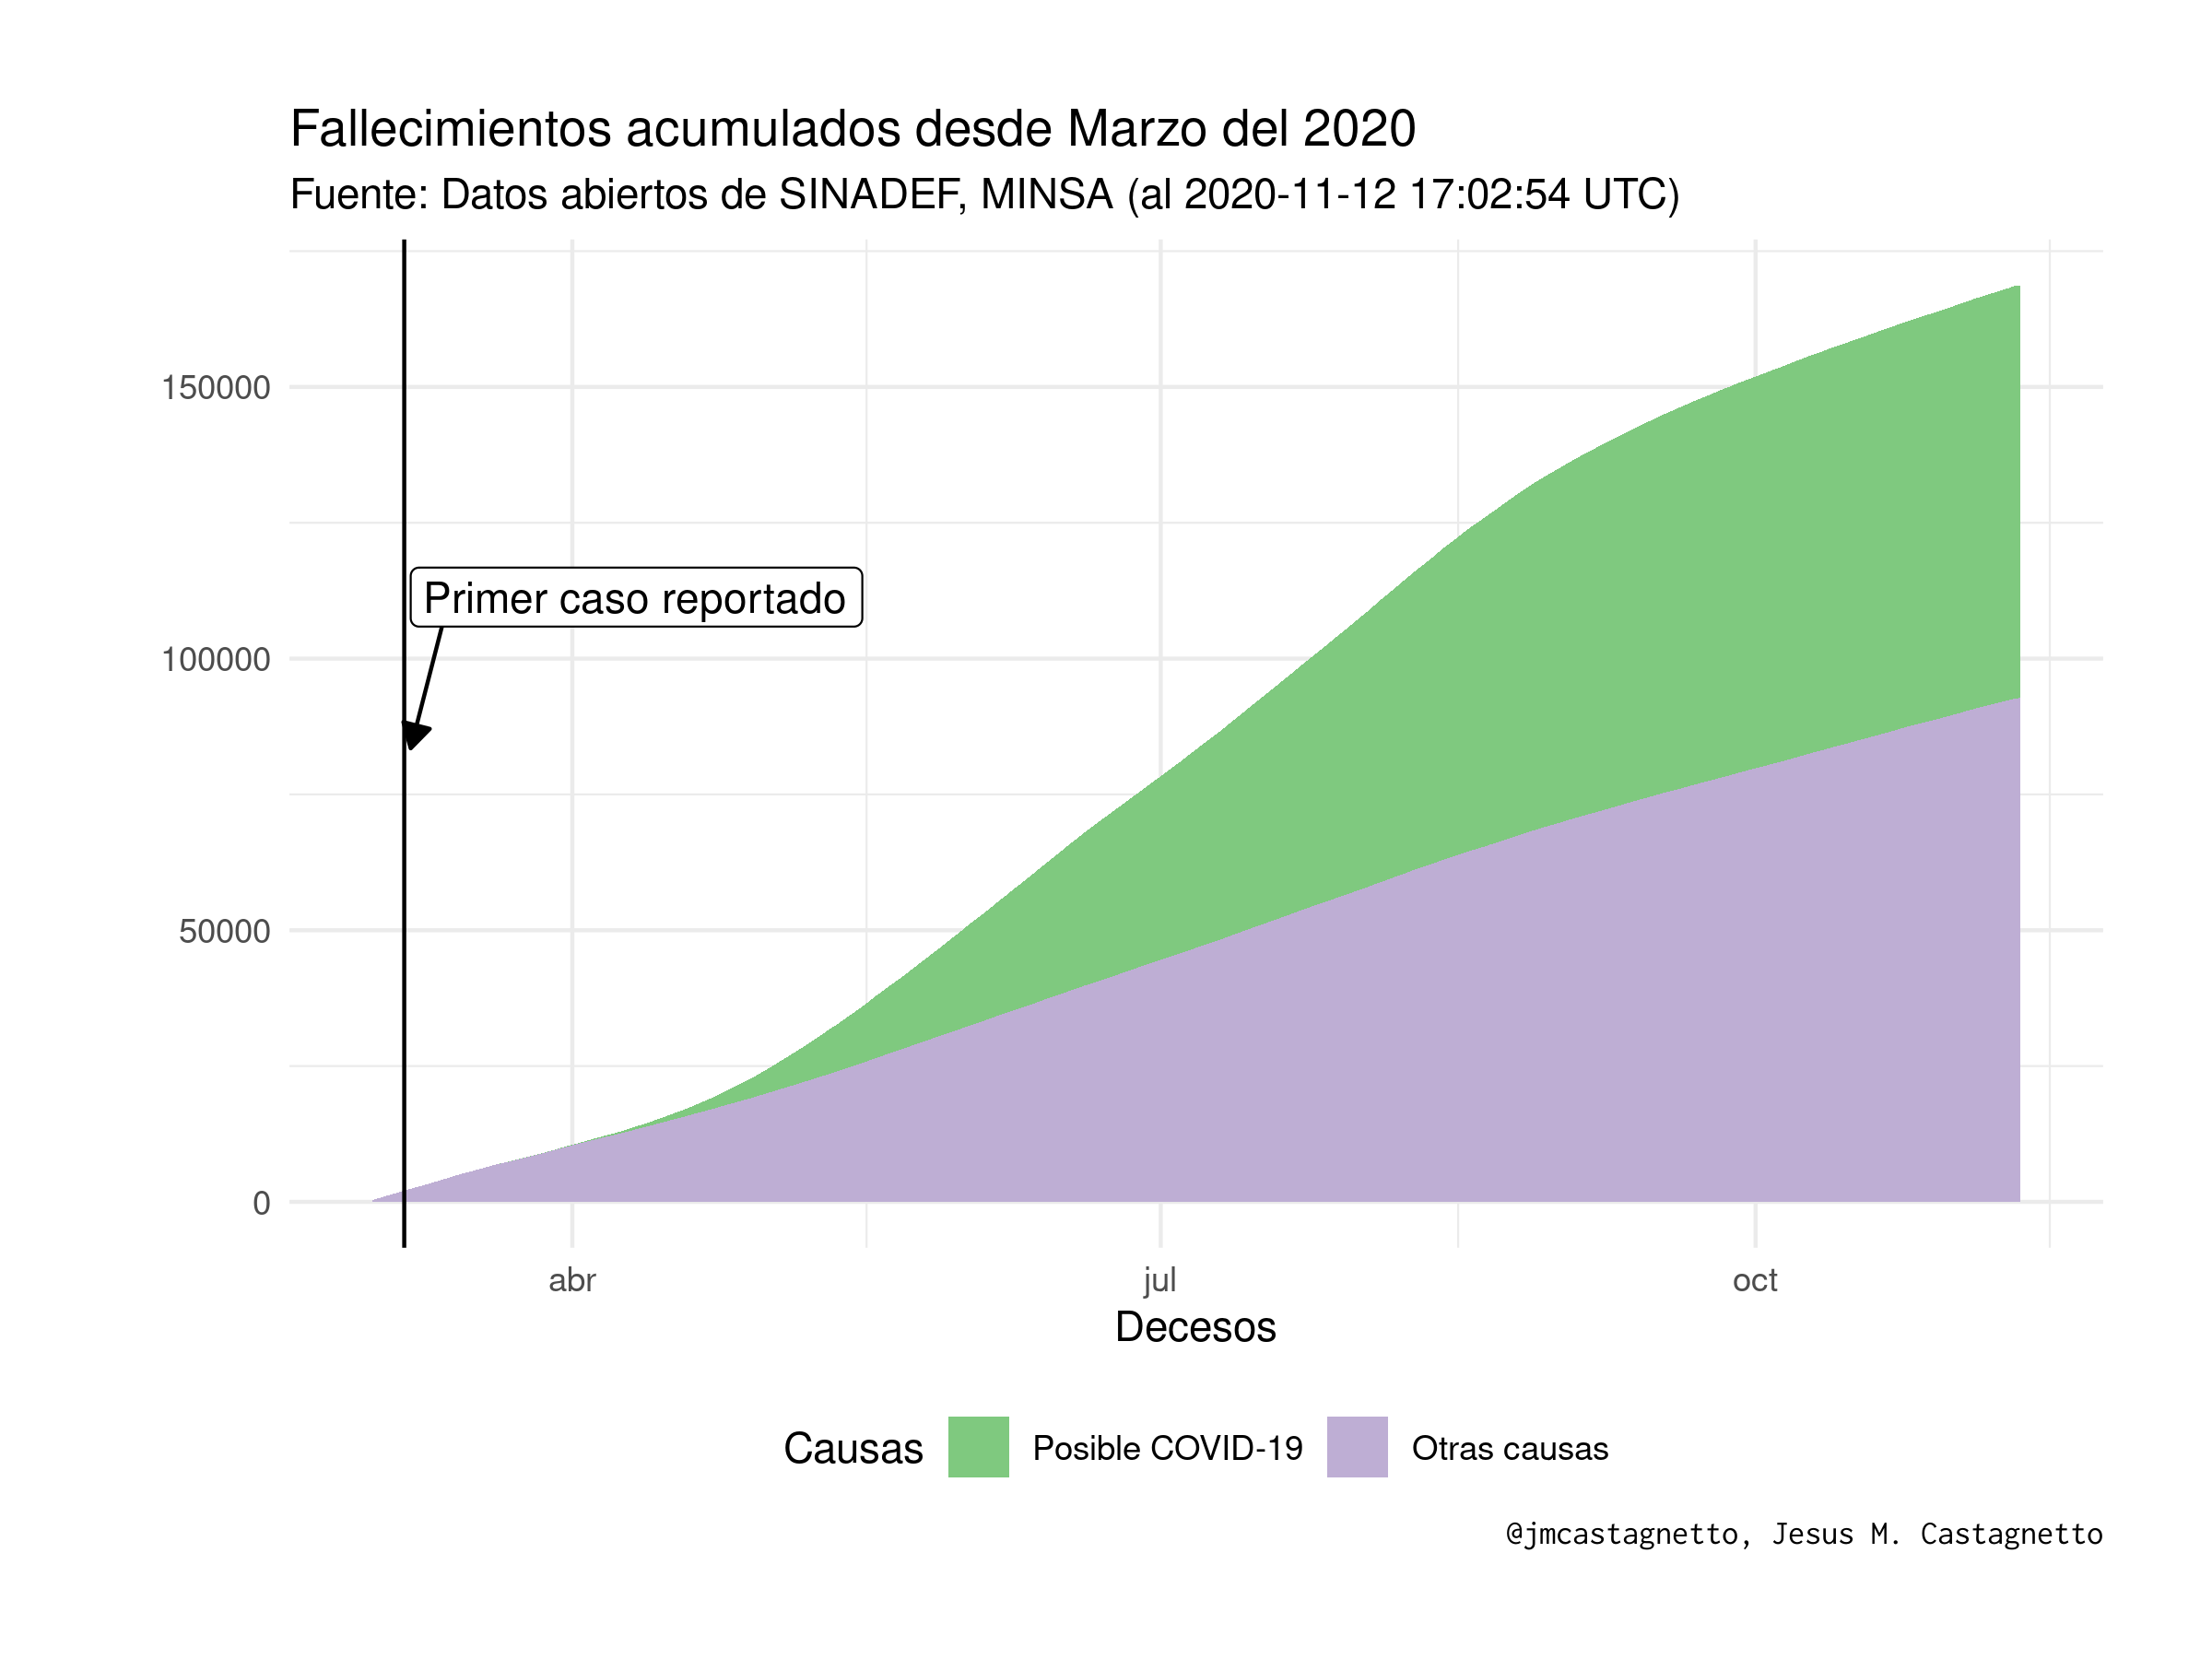 Fallecimientos acumulados desde Marzo del 2020
Fuente: Datos abiertos de SINADEF, MINSA (al 2020-11-12 17:02:54 UTC)
150000
Primer caso reportado
100000
50000
0
abr jul oct
Decesos
Causas Posible COVID-19 Otras causas
@jmcastagnetto, Jesus M. Castagnetto